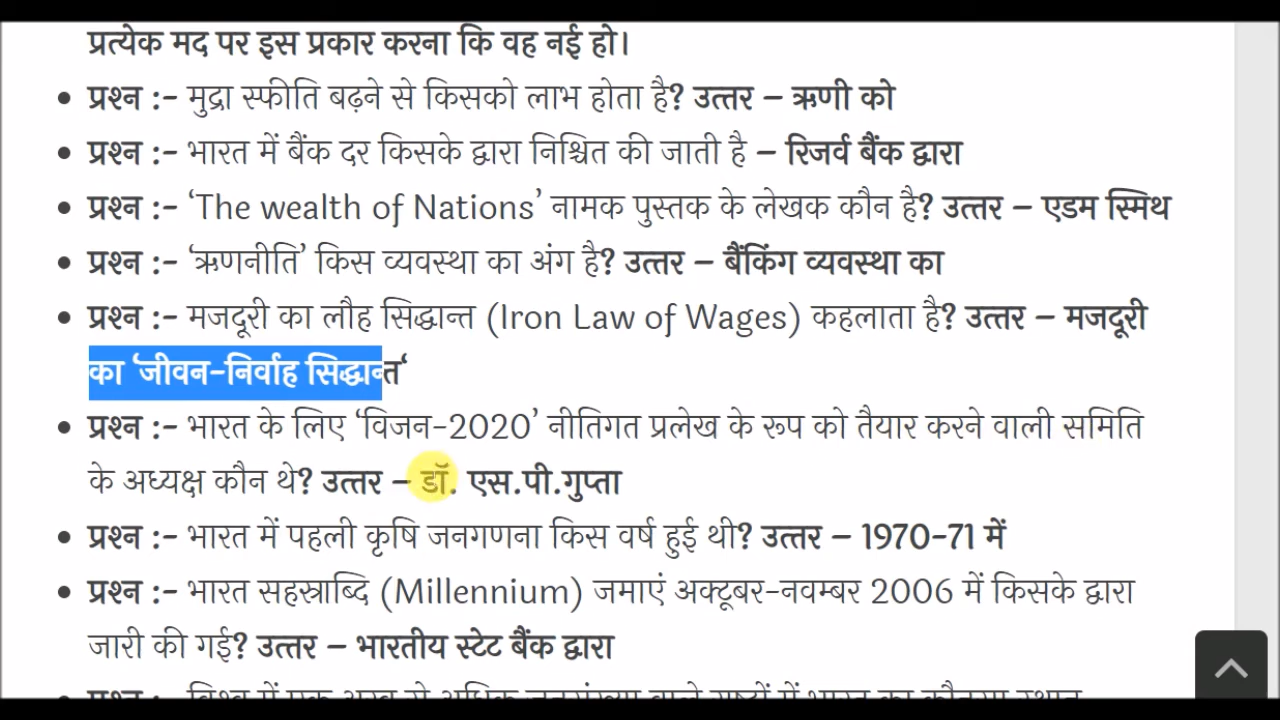 प्रत्येक मद पर इस प्रकार करना कि वह नई हो।
• प्रश्न :- मुद्रा स्फीति बढ़ने से किसको लाभ होता है? उत्तर – ऋणी को
• प्रश्न :- भारत में बैंक दर किसके द्वारा निश्चित की जाती है – रिजर्व बैंक द्वारा
• प्रश्न :- ‘The wealth of Nations’ नामक पुस्तक के लेखक कौन है? उत्तर – एडम स्मिथ
• प्रश्न :- ‘ऋणनीति’ किस व्यवस्था का अंग है? उत्तर – बैंकिंग व्यवस्था का
• प्रश्न :- मजदूरी का लौह सिद्धान्त (Iron Law of Wages) कहलाता है? उत्तर – मजदूरी
का ‘जीवन-निर्वाह सिद्धान्त‘
• प्रश्न :- भारत के लिए ‘विजन-2020’ नीतिगत प्रलेख के रूप को तैयार करने वाली समिति
के अध्यक्ष कौन थे? उत्तर – डॉ. एस.पी.गुप्ता
• प्रश्न :- भारत में पहली कृषि जनगणना किस वर्ष हुई थी? उत्तर – 1970-71 में
• प्रश्न :- भारत सहस्राब्दि (Millennium) जमाएं अक्टूबर-नवम्बर 2006 में किसके द्वारा
जारी की गई? उत्तर – भारतीय स्टेट बैंक द्वारा